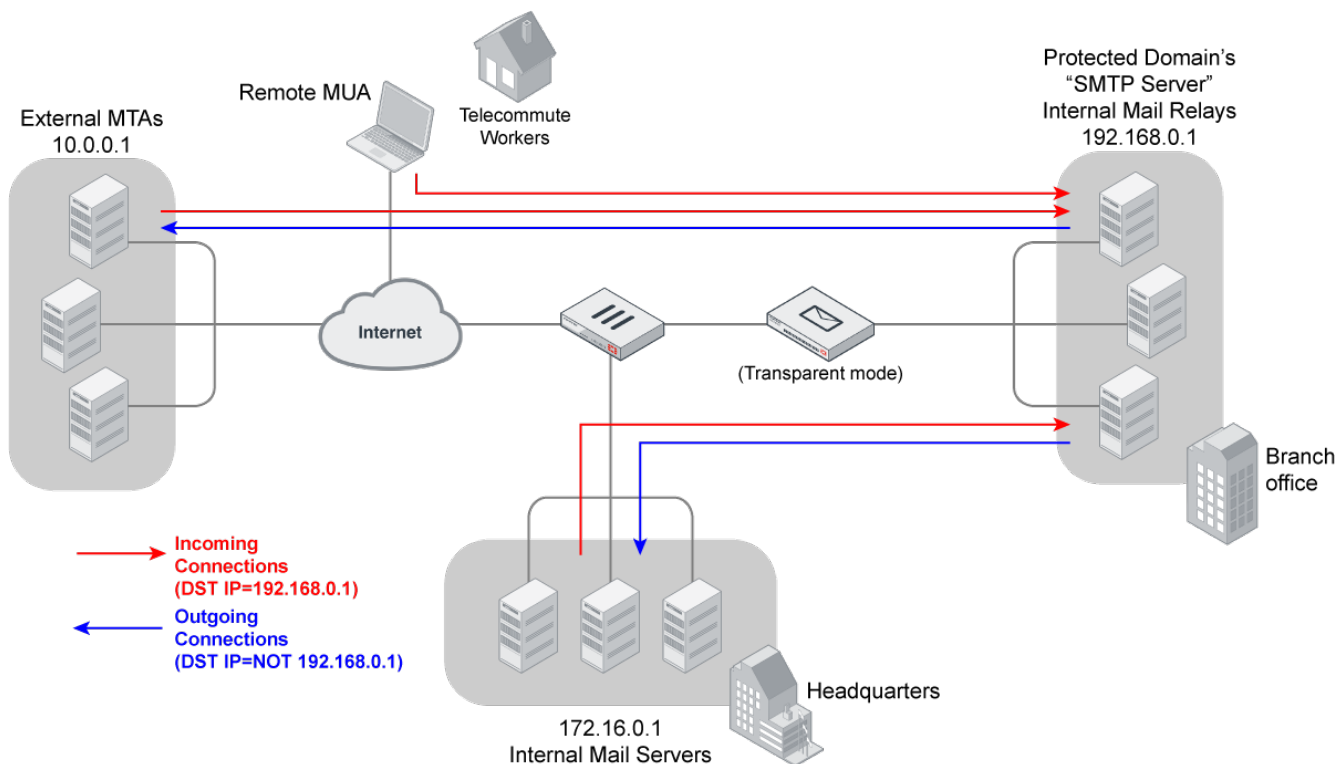 Remote MUA
Telecommute
Workers
External MTAs
10.0.0.1
Protected Domain's
“SMTP Server”
Internal Mail Relays
192.168.0.1
Internet
(Transparent mode)
Branch
office
Incoming
Connections
(DST IP=192.168.0.1)
Outgoing
Connections
(DST IP=NOT 192.168.0.1)
Headquarters
172.16.0.1
Internal Mail Servers